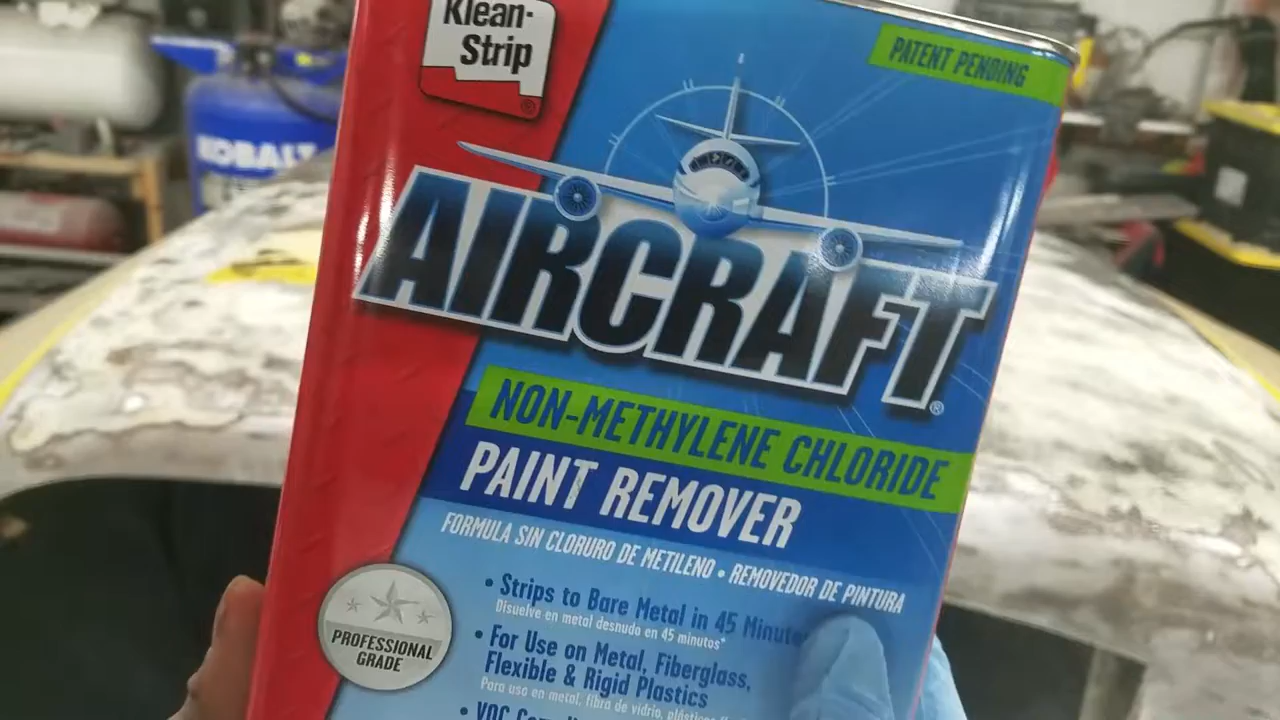 Klean-
Strip
®
PATENT PENDING
KOBALT
AIRCRAFT®
NON-METHYLENE CHLORIDE
PAINT REMOVER
FORMULA SIN CLORURO DE METILENO • REMOVEDOR DE PINTURA
• Strips to Bare Metal in 45 Minutes
Disuelve en metal desnudo en 45 minutos*
PROFESSIONAL
GRADE
• For Use on Metal, Fiberglass,
Flexible & Rigid Plastics
Para uso en metal, fibra de vidrio,
• VOC